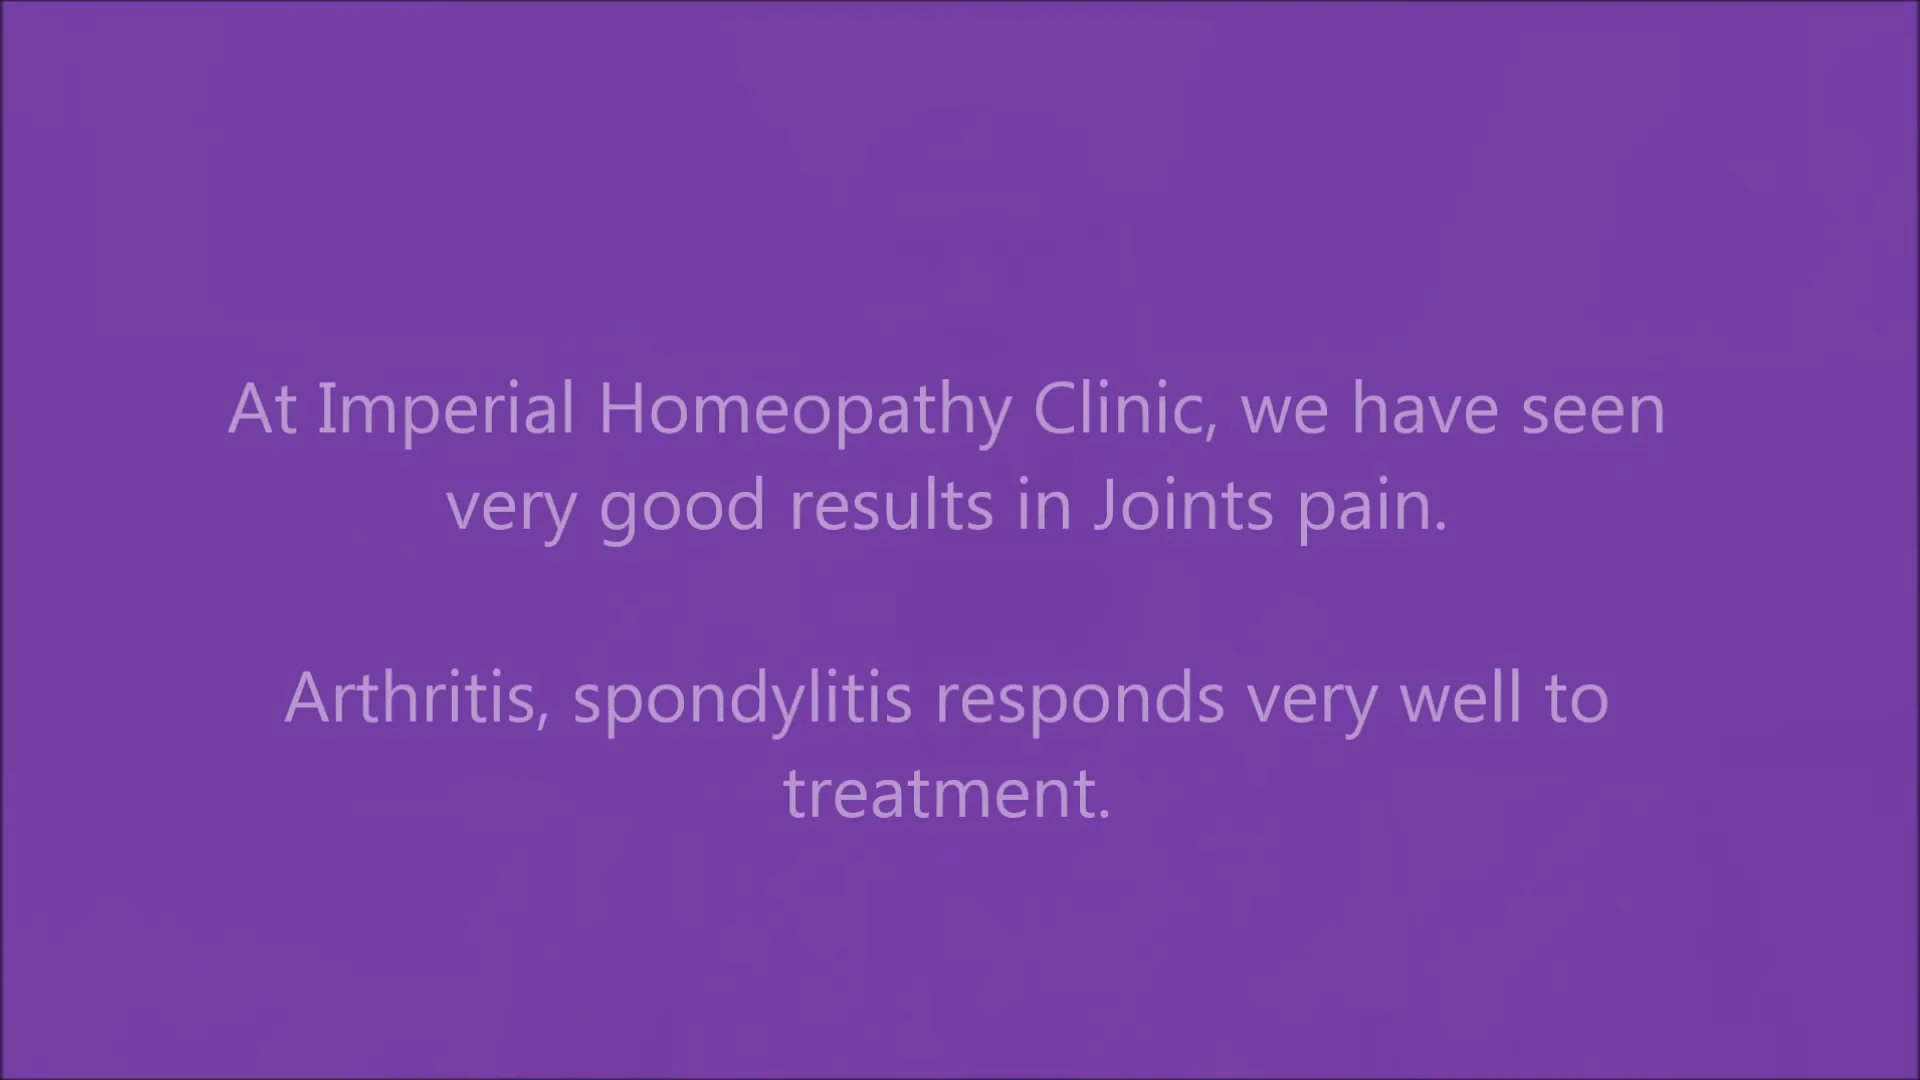 At Imperial Homeopathy Clinic, we have seen
very good results in Joints pain.
Arthritis, spondylitis responds very well to
treatment.